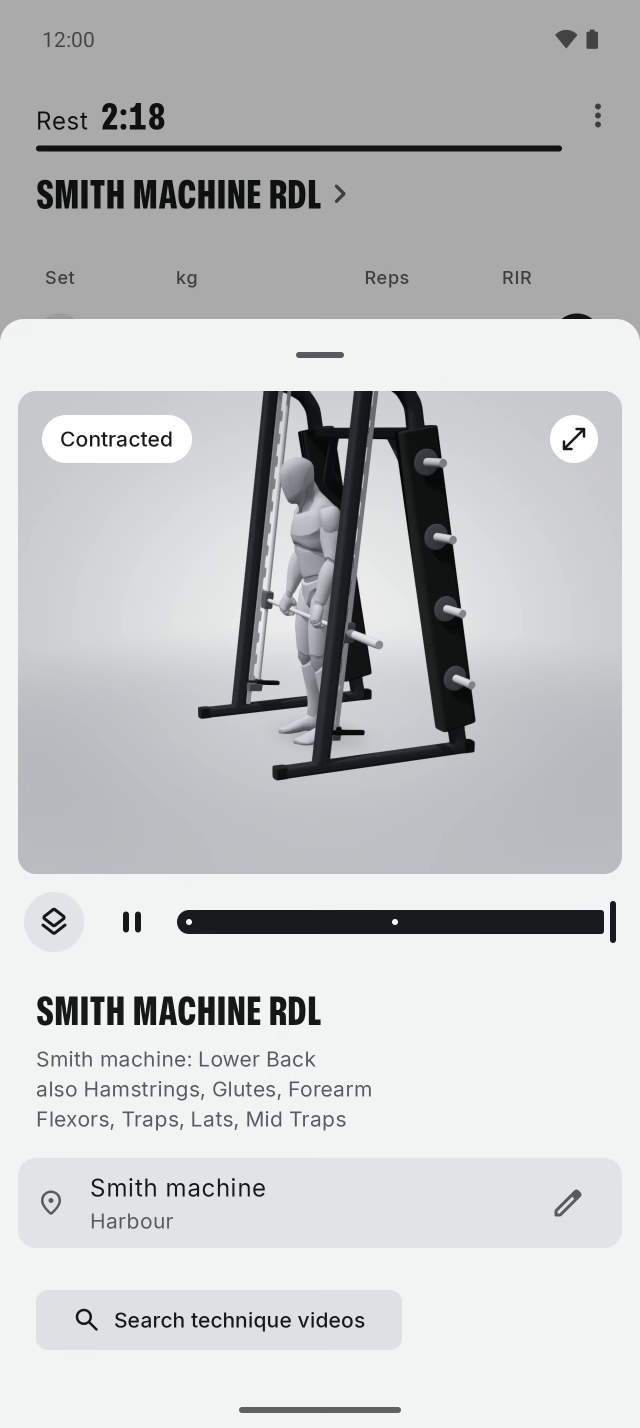 12:00
Rest 2:18
SMITH MACHINE RDL
Set kg Reps RIR
Contracted
SMITH MACHINE RDL
Smith machine: Lower Back
also Hamstrings, Glutes, Forearm
Flexors, Traps, Lats, Mid Traps
Smith machine
Harbour
Search technique videos